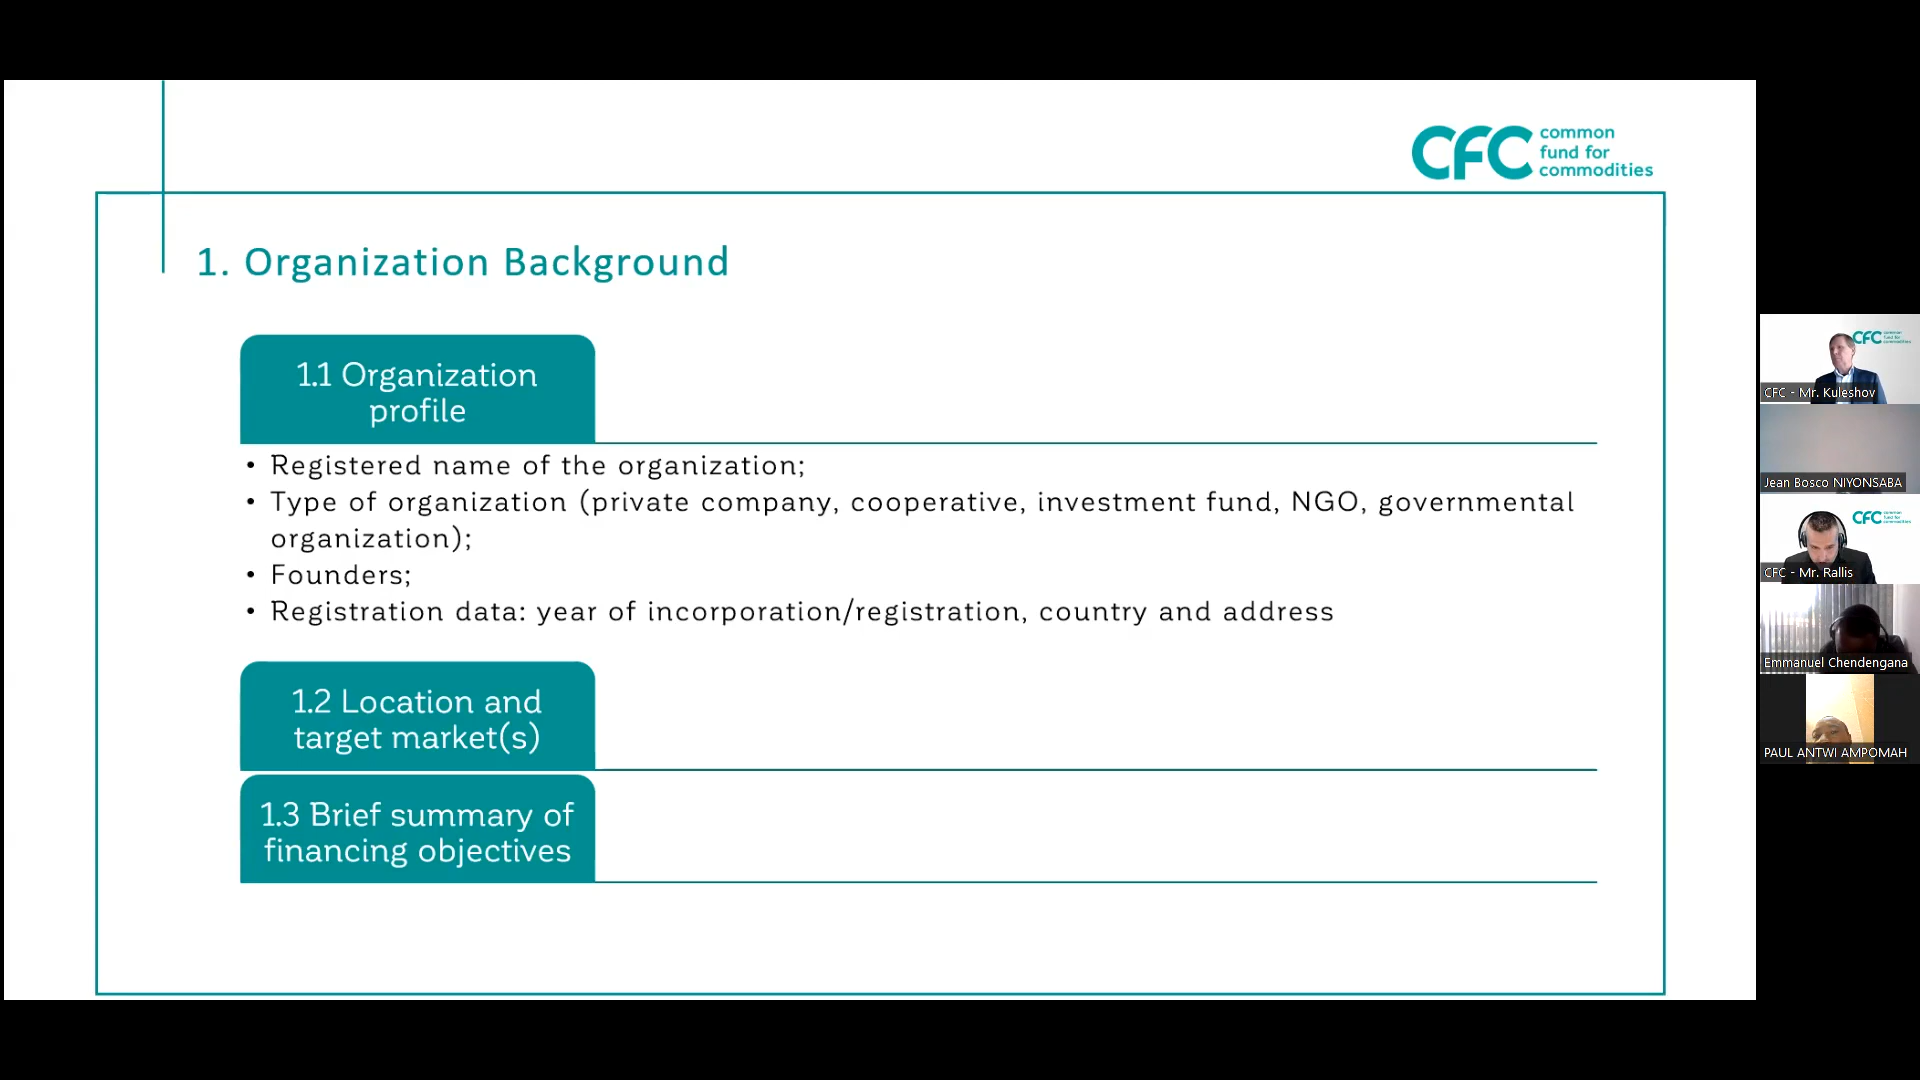 CFC common
fund for
commodities
1. Organization Background
1.1 Organization
profile
• Registered name of the organization;
• Type of organization (private company, cooperative, investment fund, NGO, governmental
organization);
• Founders;
• Registration data: year of incorporation/registration, country and address
1.2 Location and
target market(s)
1.3 Brief summary of
financing objectives
CFC
CFC - Mr. Kuleshov
Jean Bosco NIYONSABA
CFC
CFC - Mr. Rallis
Emmanuel Chendengana
PAUL ANTWI AMPOMAH